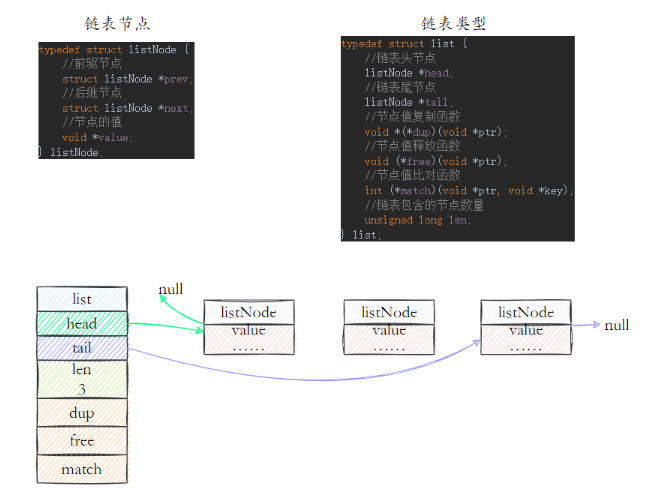 链表节点
typedef struct listNode {
//前驱节点
struct listNode *prev;
//后继节点
struct listNode *next;
//节点的值
void *value;
} listNode;
链表类型
typedef struct list {
//链表头节点
listNode *head;
//链表尾节点
listNode *tail;
//节点值复制函数
void *(*dup)(void *ptr);
//节点值释放函数
void (*free)(void *ptr);
//节点值比对函数
int (*match)(void *ptr, void *key);
//链表包含的节点数量
unsigned long len;
} list;
list
head
tail
len
3
dup
free
match
null
listNode
value
......
listNode
value
......
listNode
value
......
null